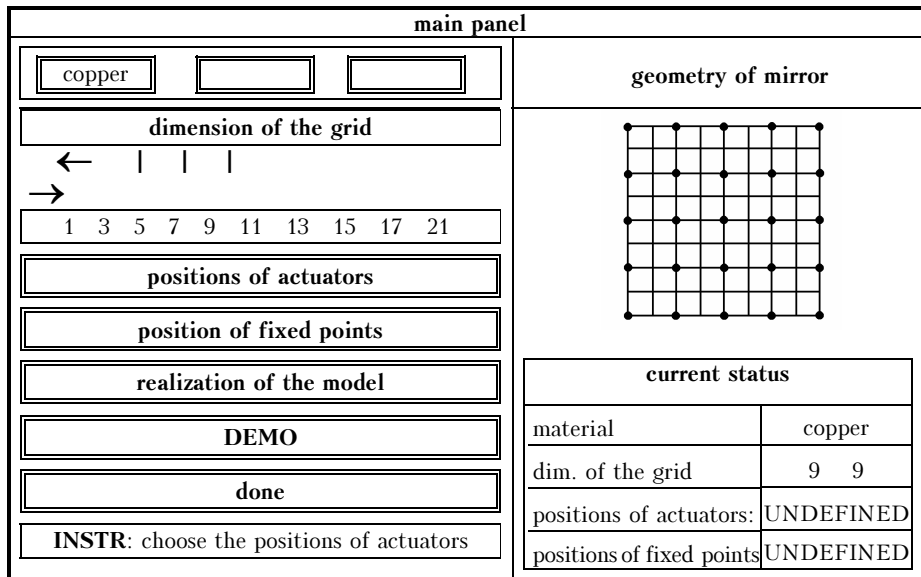 main panel
copper
dimension of the grid
1 3 5 7 9 11 13 15 17 21
positions of actuators
position of fixed points
realization of the model
DEMO
done
INSTR: choose the positions of actuators
geometry of mirror
current status
material copper
dim. of the grid 9 9
positions of actuators: UNDEFINED
positions of fixed points UNDEFINED